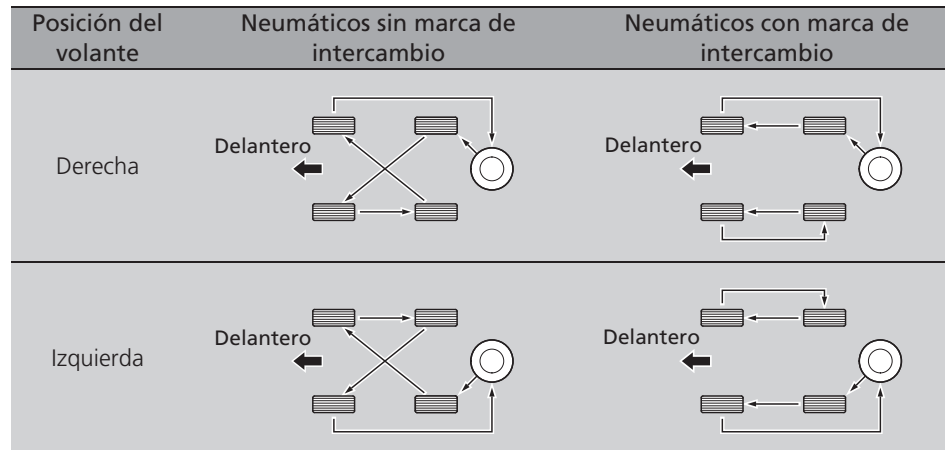 Posición del
volante
Neumáticos sin marca de
intercambio
Neumáticos con marca de
intercambio
Derecha
Delantero
Delantero
Izquierda
Delantero
Delantero